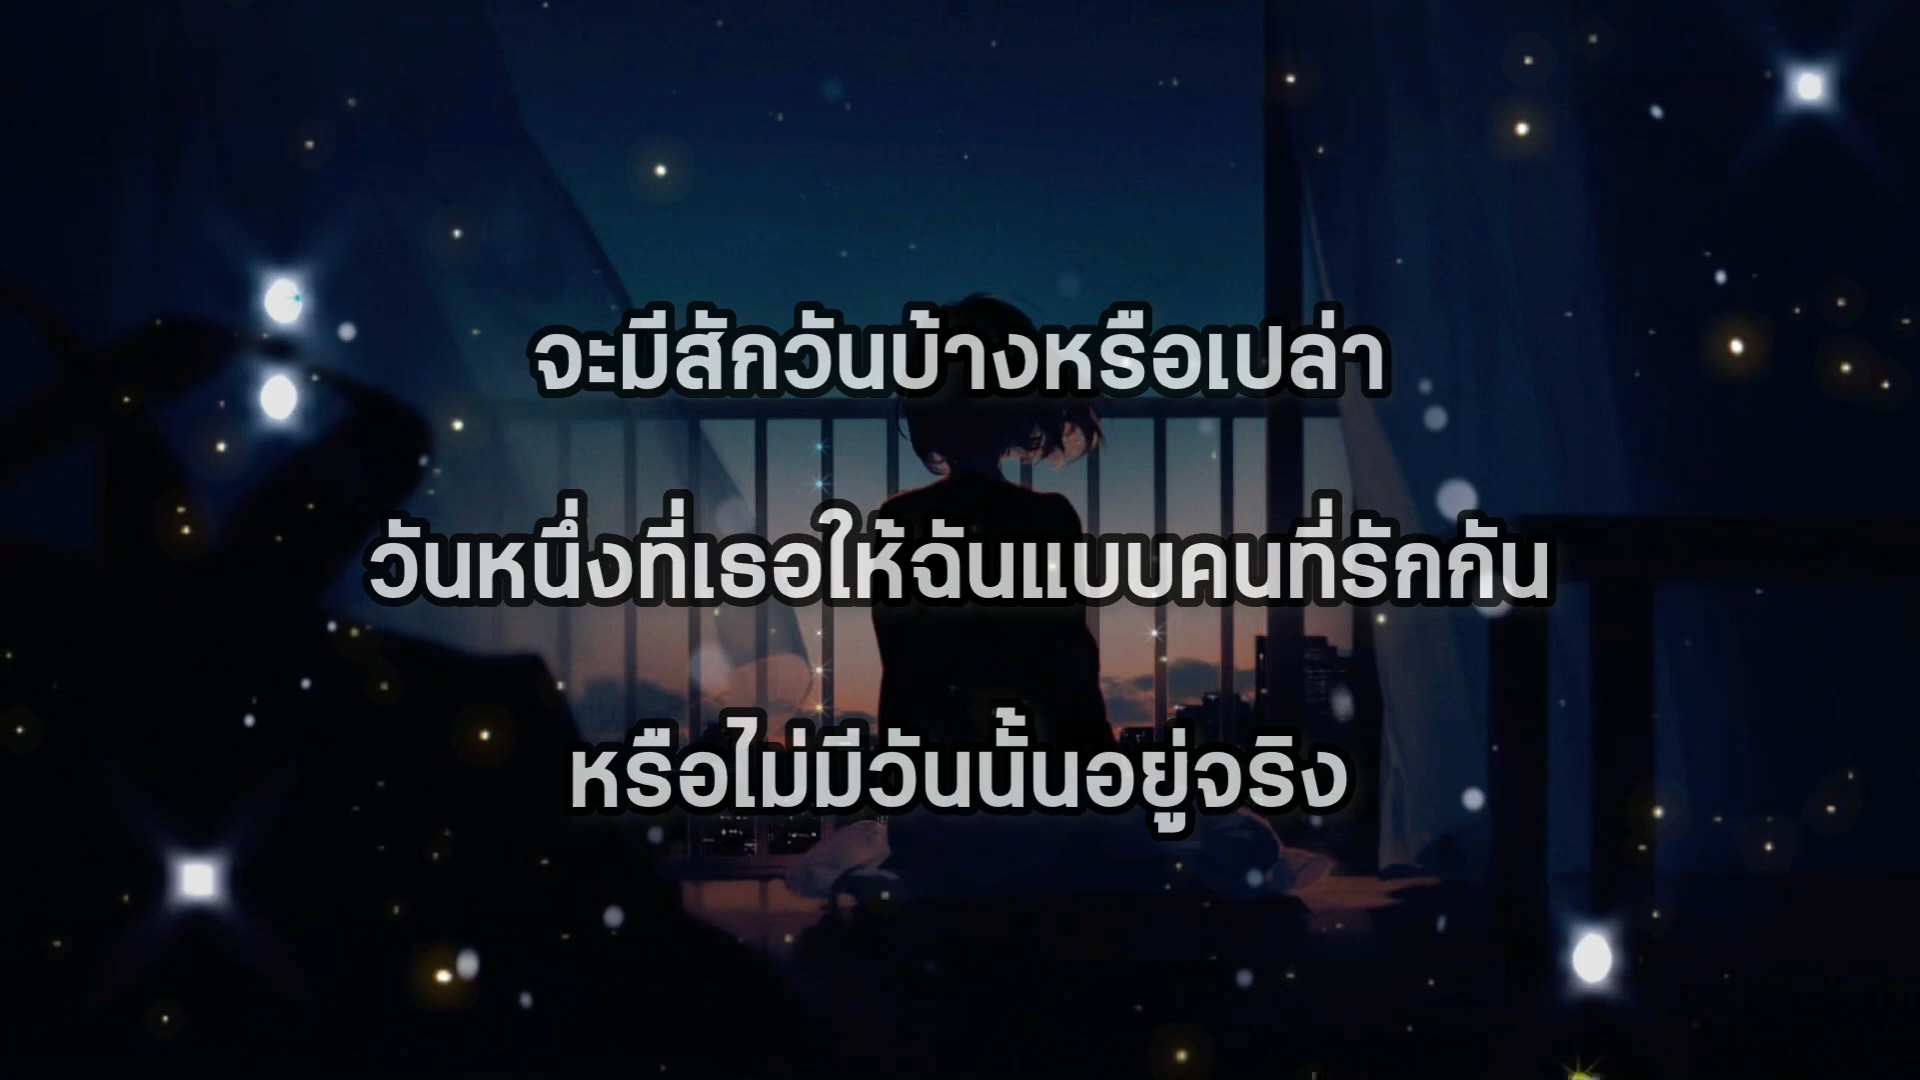 จะมีสักวันบ้างหรือเปล่า
วันหนึ่งที่เธอให้ฉันแบบคนที่รักกัน
หรือไม่มีวันนั้นอยู่จริง